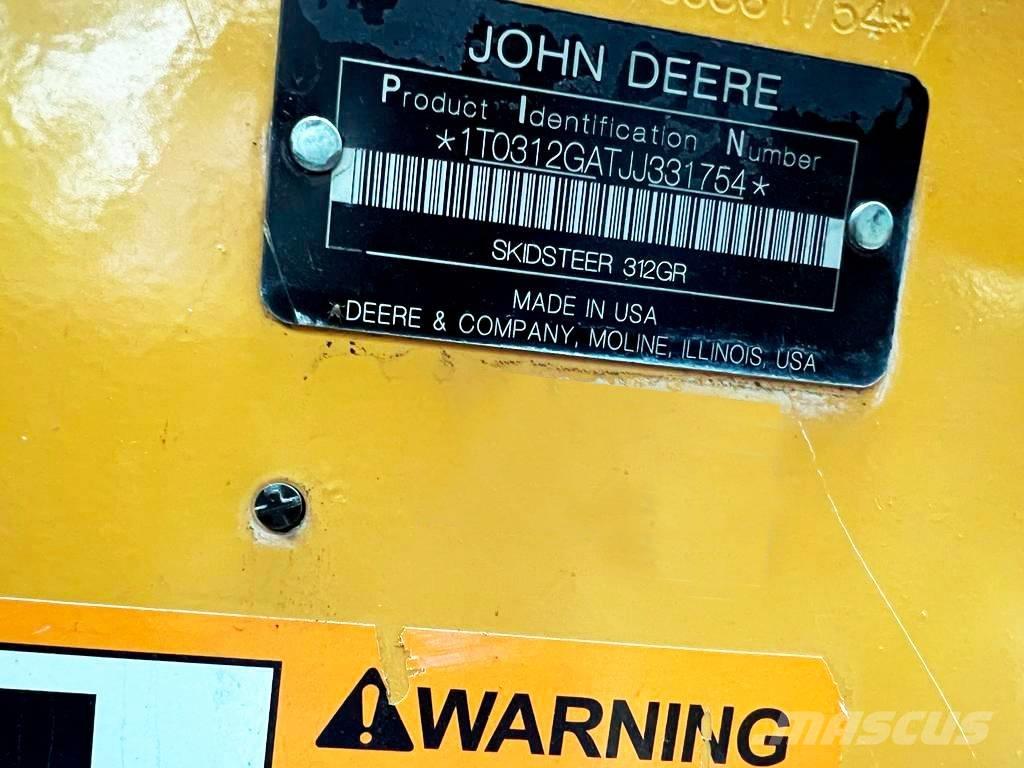 JOHN DEERE
Product Identification Number
*1T0312GATJJ331754*
SKIDSTEER 312GR
MADE IN USA
DEERE & COMPANY, MOLINE, ILLINOIS, USA
WARNING
MASCUS